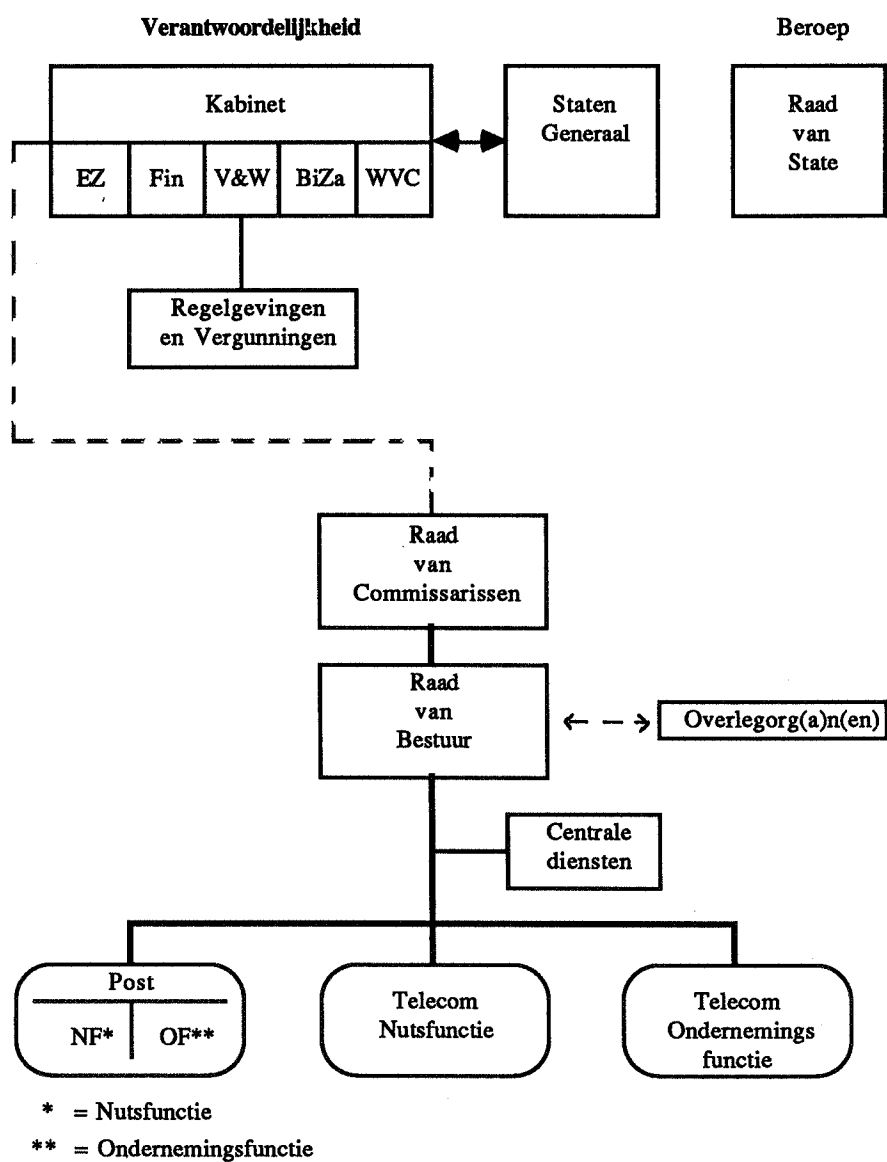 Verantwoordelijkheid
Beroep
Kabinet
EZ Fin V&W BiZa WVC
Staten
Generaal
Raad
van
State
Regelgevingen
en Vergunningen
Raad
van
Commissarissen
Raad
van
Bestuur
Overlegorg(a)n(en)
Centrale
diensten
Post
NF* OF**
Telecom
Nutsfunctie
Telecom
Ondernemings
functie
* = Nutsfunctie
** = Ondernemingsfunctie